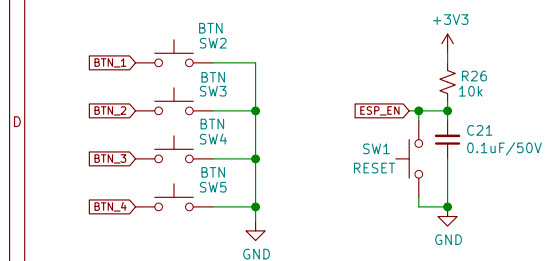 D
BTN
SW2
BTN_1
BTN
SW3
BTN_2
BTN
SW4
BTN_3
BTN
SW5
BTN_4
GND
+3V3
R26
10k
ESP_EN
SW1
RESET
C21
0.1uF/50V
GND